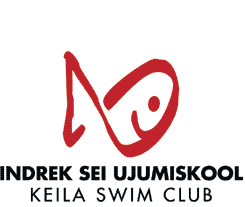 INDREK SEI UJUMISKOOL
KEILA SWIM CLUB